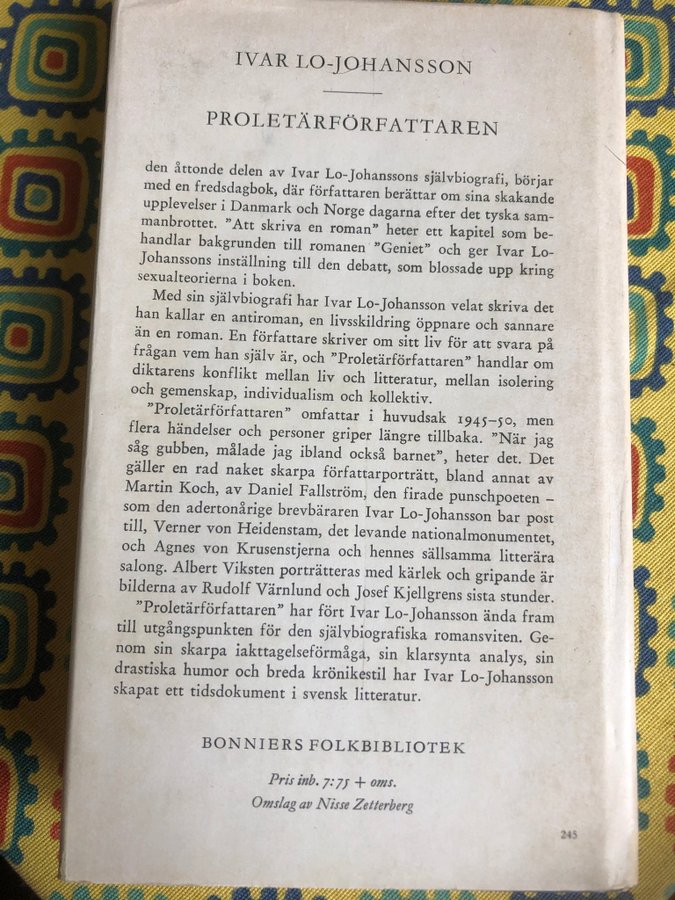 IVAR LO-JOHANSSON
PROLETÄRFÖRFATTAREN
den åttonde delen av Ivar Lo-Johanssons självbiografi, börjar
med en fredsdagbok, där författaren berättar om sina skakande
upplevelser i Danmark och Norge dagarna efter det tyska sam-
manbrottet. ”Att skriva en roman” heter ett kapitel som be-
handlar bakgrunden till romanen ”Geniet” och ger Ivar Lo-
Johanssons inställning till den debatt, som blossade upp kring
sexualteorierna i boken.
Med sin självbiografi har Ivar Lo-Johansson velat skriva det
han kallar en antiroman, en livsskildring öppnare och sannare
än en roman. En författare skriver om sitt liv för att svara på
frågan vem han själv är, och ”Proletärförfattaren” handlar om
diktarens konflikt mellan liv och litteratur, mellan isolering
och gemenskap, individualism och kollektiv.
”Proletärförfattaren” omfattar i huvudsak 1945–50, men
flera händelser och personer griper längre tillbaka. ”När jag
såg gubben, målade jag ibland också barnet”, heter det. Det
gäller en rad naket skarpa författarporträtt, bland annat av
Martin Koch, av Daniel Fallström, den firade punschpoeten –
som den adertonårige brevbäraren Ivar Lo-Johansson bar post
till, Verner von Heidenstam, det levande nationalmonumentet,
och Agnes von Krusenstjerna och hennes sällsamma litterära
salong. Albert Viksten porträtteras med kärlek och gripande är
bilderna av Rudolf Värnlund och Josef Kjellgrens sista stunder.
”Proletärförfattaren” har fört Ivar Lo-Johansson ända fram
till utgångspunkten för den självbiografiska romansviten. Ge-
nom sin skarpa iakttagelseförmåga, sin klarsynta analys, sin
drastiska humor och breda krönikestil har Ivar Lo-Johansson
skapat ett tidsdokument i svensk litteratur.
BONNIERS FOLKBIBLIOTEK
Pris inb. 7:75 + oms.
Omslag av Nisse Zetterberg
245